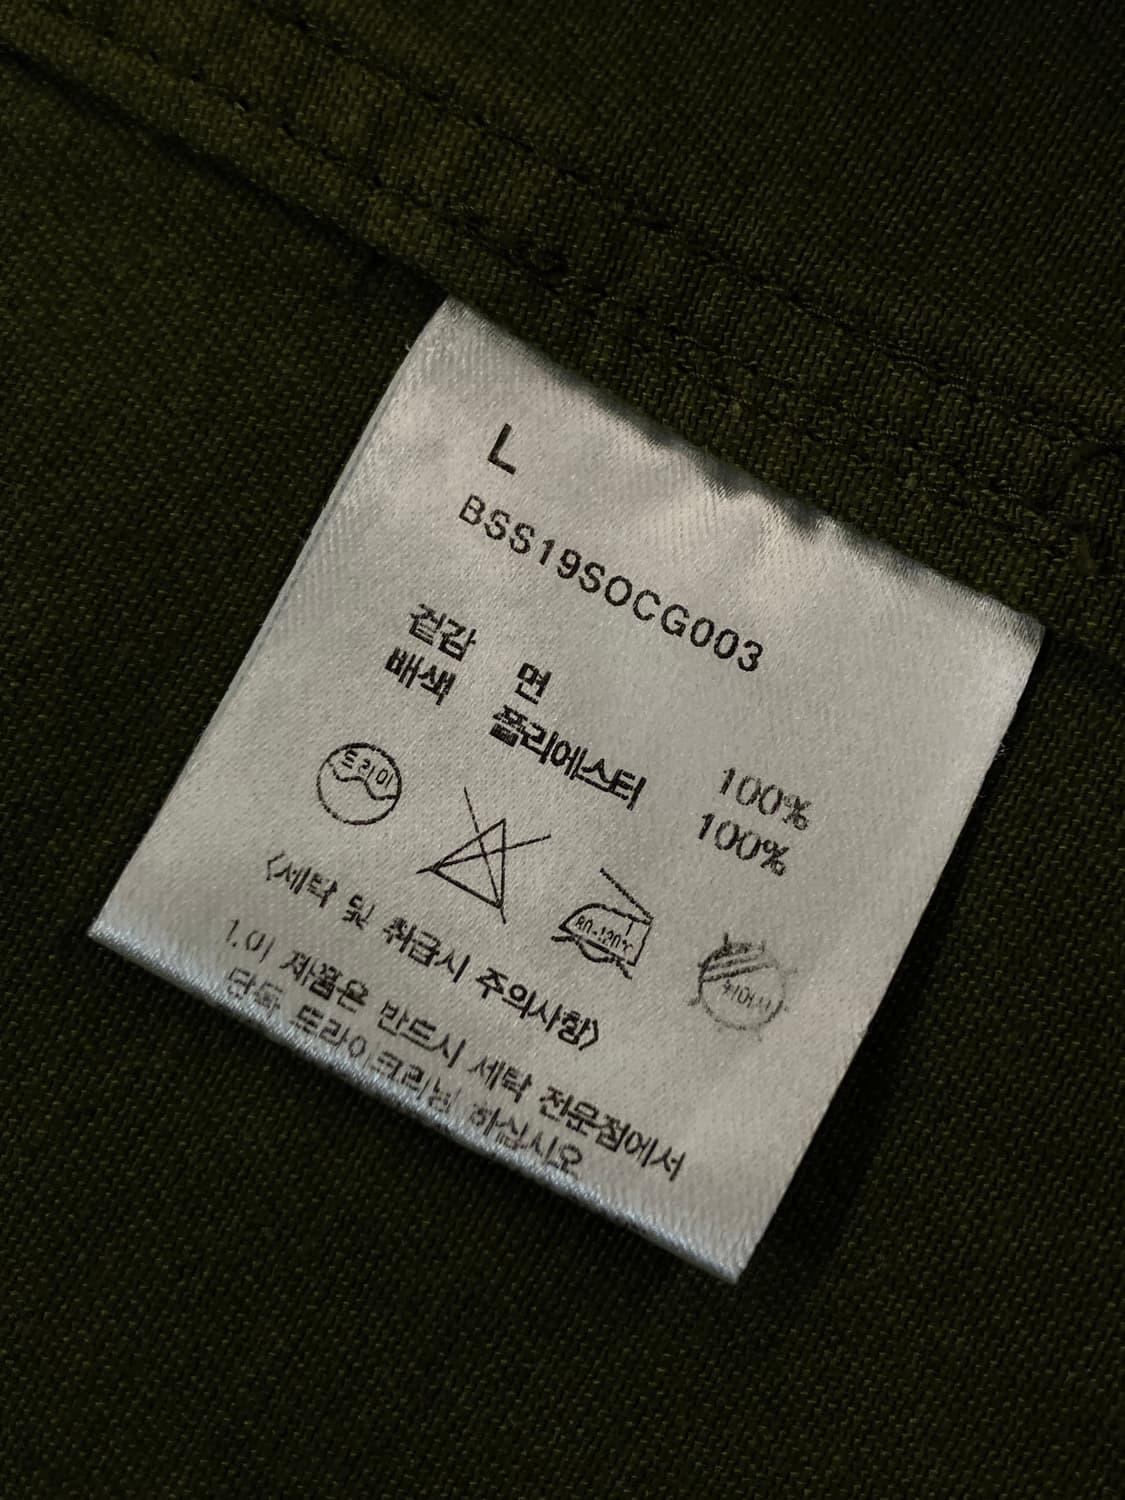 L
BSS19SOCG003
겉감 면 100%
배색 폴리에스터 100%
드라이
80~120℃
<세탁 및 취급시 주의사항>
1.이 제품은 반드시 세탁 전문점에서
단독 드라이크리닝 하십시오